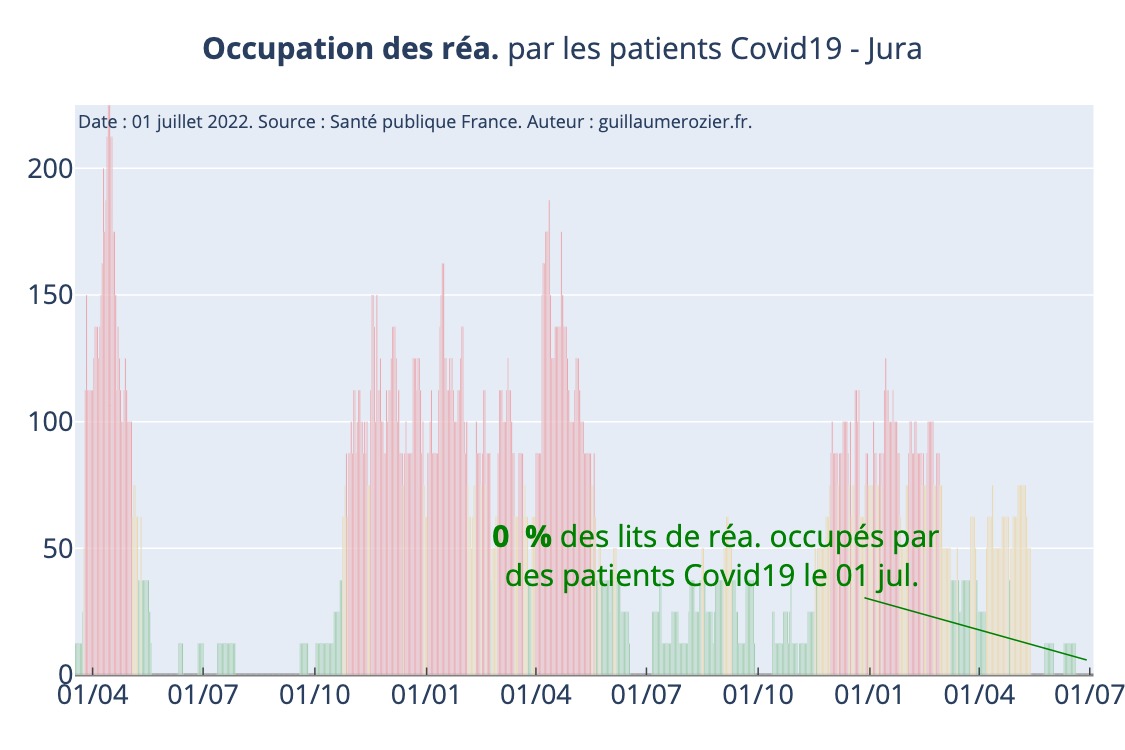 Occupation des réa. par les patients Covid19 - Jura
Date : 01 juillet 2022. Source : Santé publique France. Auteur : guillaumerozier.fr.
200
150
100
50
0
0 % des lits de réa. occupés par
des patients Covid19 le 01 jul.
01/04 01/07 01/10 01/01 01/04 01/07 01/10 01/01 01/04 01/07